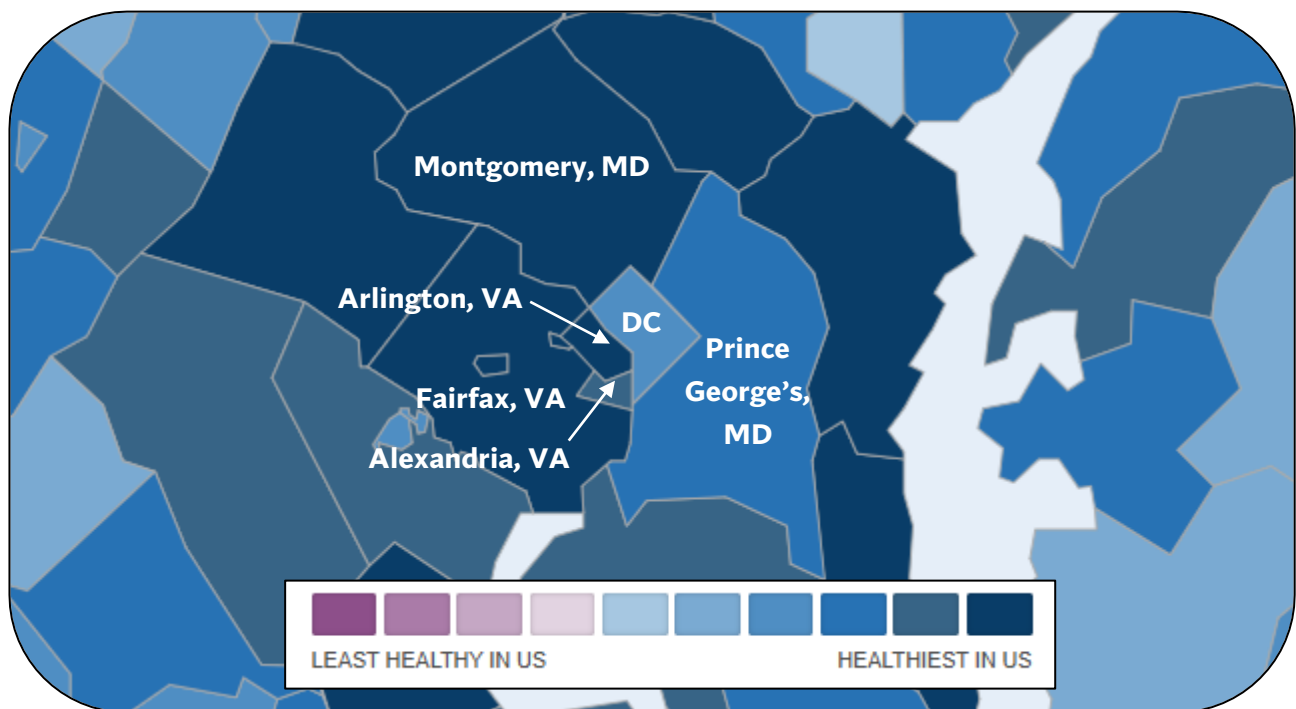 Montgomery, MD
Arlington, VA
DC
Prince
George’s,
MD
Fairfax, VA
Alexandria, VA
LEAST HEALTHY IN US
HEALTHIEST IN US